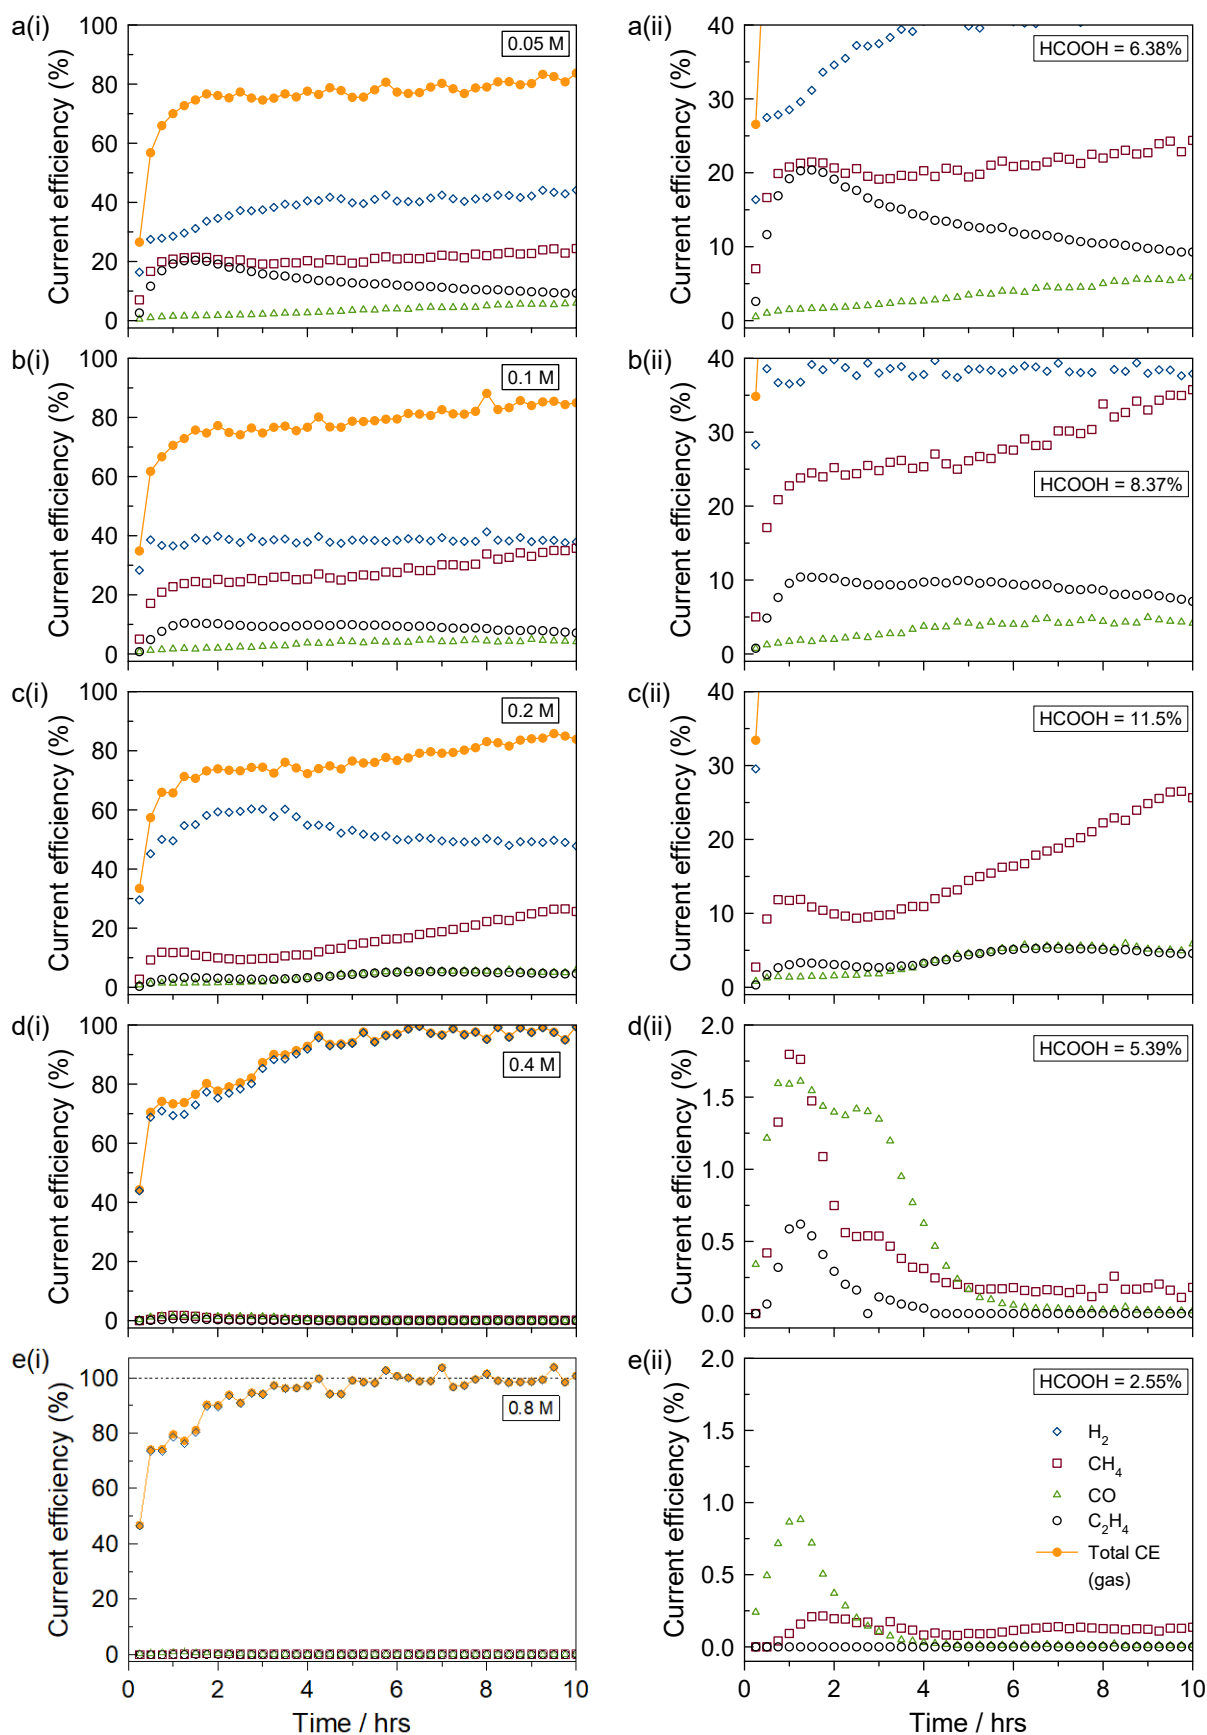 a(i)
Current efficiency (%)
100
80
60
40
20
0
0.05 M
a(ii)
Current efficiency (%)
40
30
20
10
0
HCOOH = 6.38%
b(i)
Current efficiency (%)
100
80
60
40
20
0
0.1 M
b(ii)
Current efficiency (%)
40
30
20
10
0
HCOOH = 8.37%
c(i)
Current efficiency (%)
100
80
60
40
20
0
0.2 M
c(ii)
Current efficiency (%)
40
30
20
10
0
HCOOH = 11.5%
d(i)
Current efficiency (%)
100
80
60
40
20
0
0.4 M
d(ii)
Current efficiency (%)
2.0
1.5
1.0
0.5
0.0
HCOOH = 5.39%
e(i)
Current efficiency (%)
100
80
60
40
20
0
0.8 M
0 2 4 6 8 10
Time / hrs
e(ii)
Current efficiency (%)
2.0
1.5
1.0
0.5
0.0
HCOOH = 2.55%
H₂
CH₄
CO
C₂H₄
Total CE
(gas)
0 2 4 6 8 10
Time / hrs